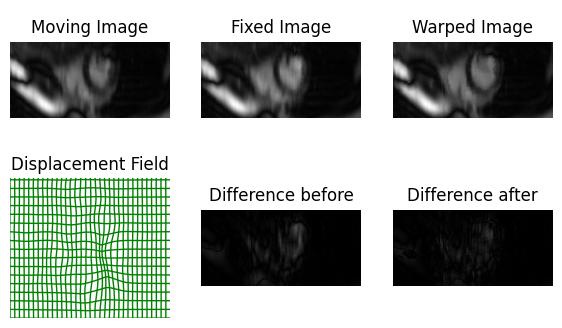 Moving Image
Fixed Image
Warped Image
Displacement Field
Difference before
Difference after